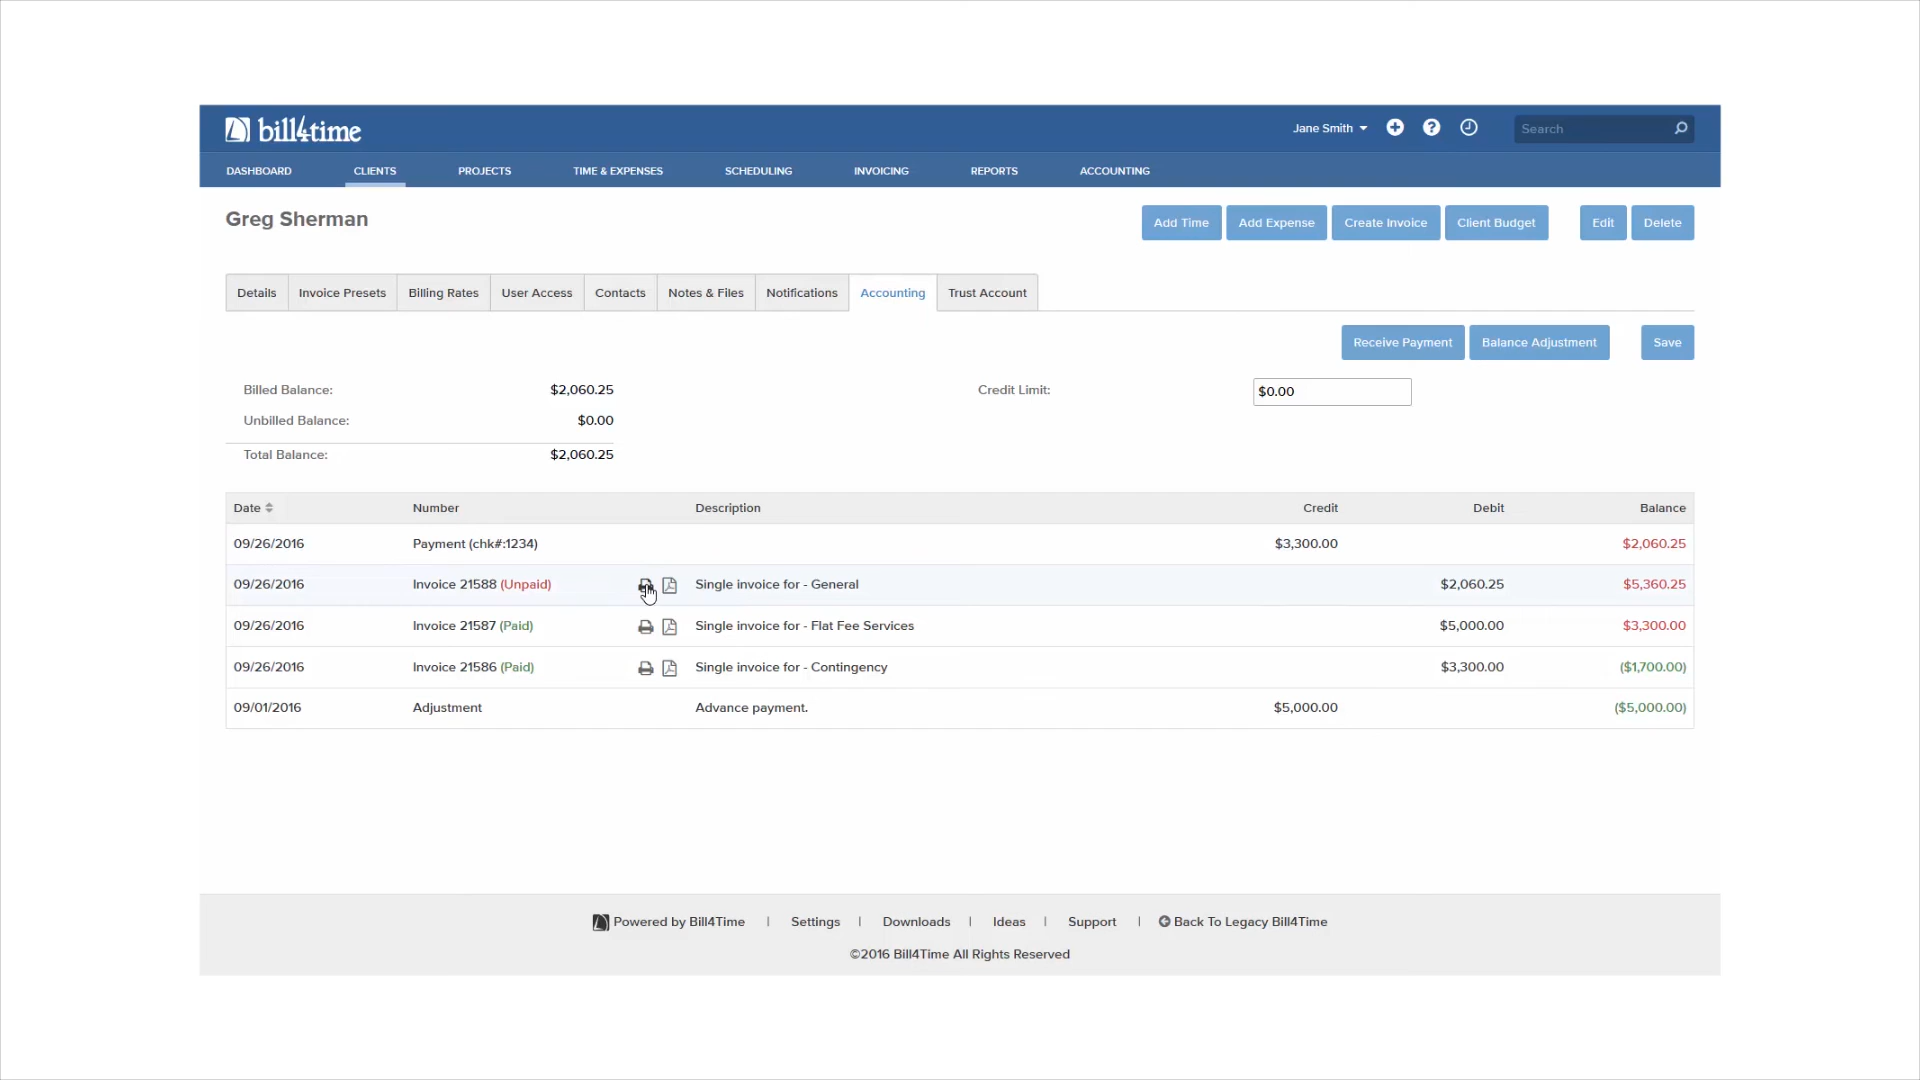 bill4time
Jane Smith
Search
DASHBOARD CLIENTS PROJECTS TIME & EXPENSES SCHEDULING INVOICING REPORTS ACCOUNTING
Greg Sherman
Add Time Add Expense Create Invoice Client Budget Edit Delete
Details Invoice Presets Billing Rates User Access Contacts Notes & Files Notifications Accounting Trust Account
Receive Payment Balance Adjustment Save
Billed Balance: $2,060.25 Credit Limit: $0.00
Unbilled Balance: $0.00
Total Balance: $2,060.25
Date Number Description Credit Debit Balance
09/26/2016 Payment (chk#:1234) $3,300.00 $2,060.25
09/26/2016 Invoice 21588 (Unpaid) Single invoice for - General $2,060.25 $5,360.25
09/26/2016 Invoice 21587 (Paid) Single invoice for - Flat Fee Services $5,000.00 $3,300.00
09/26/2016 Invoice 21586 (Paid) Single invoice for - Contingency $3,300.00 ($1,700.00)
09/01/2016 Adjustment Advance payment. $5,000.00 ($5,000.00)
Powered by Bill4Time | Settings | Downloads | Ideas | Support | Back To Legacy Bill4Time
©2016 Bill4Time All Rights Reserved